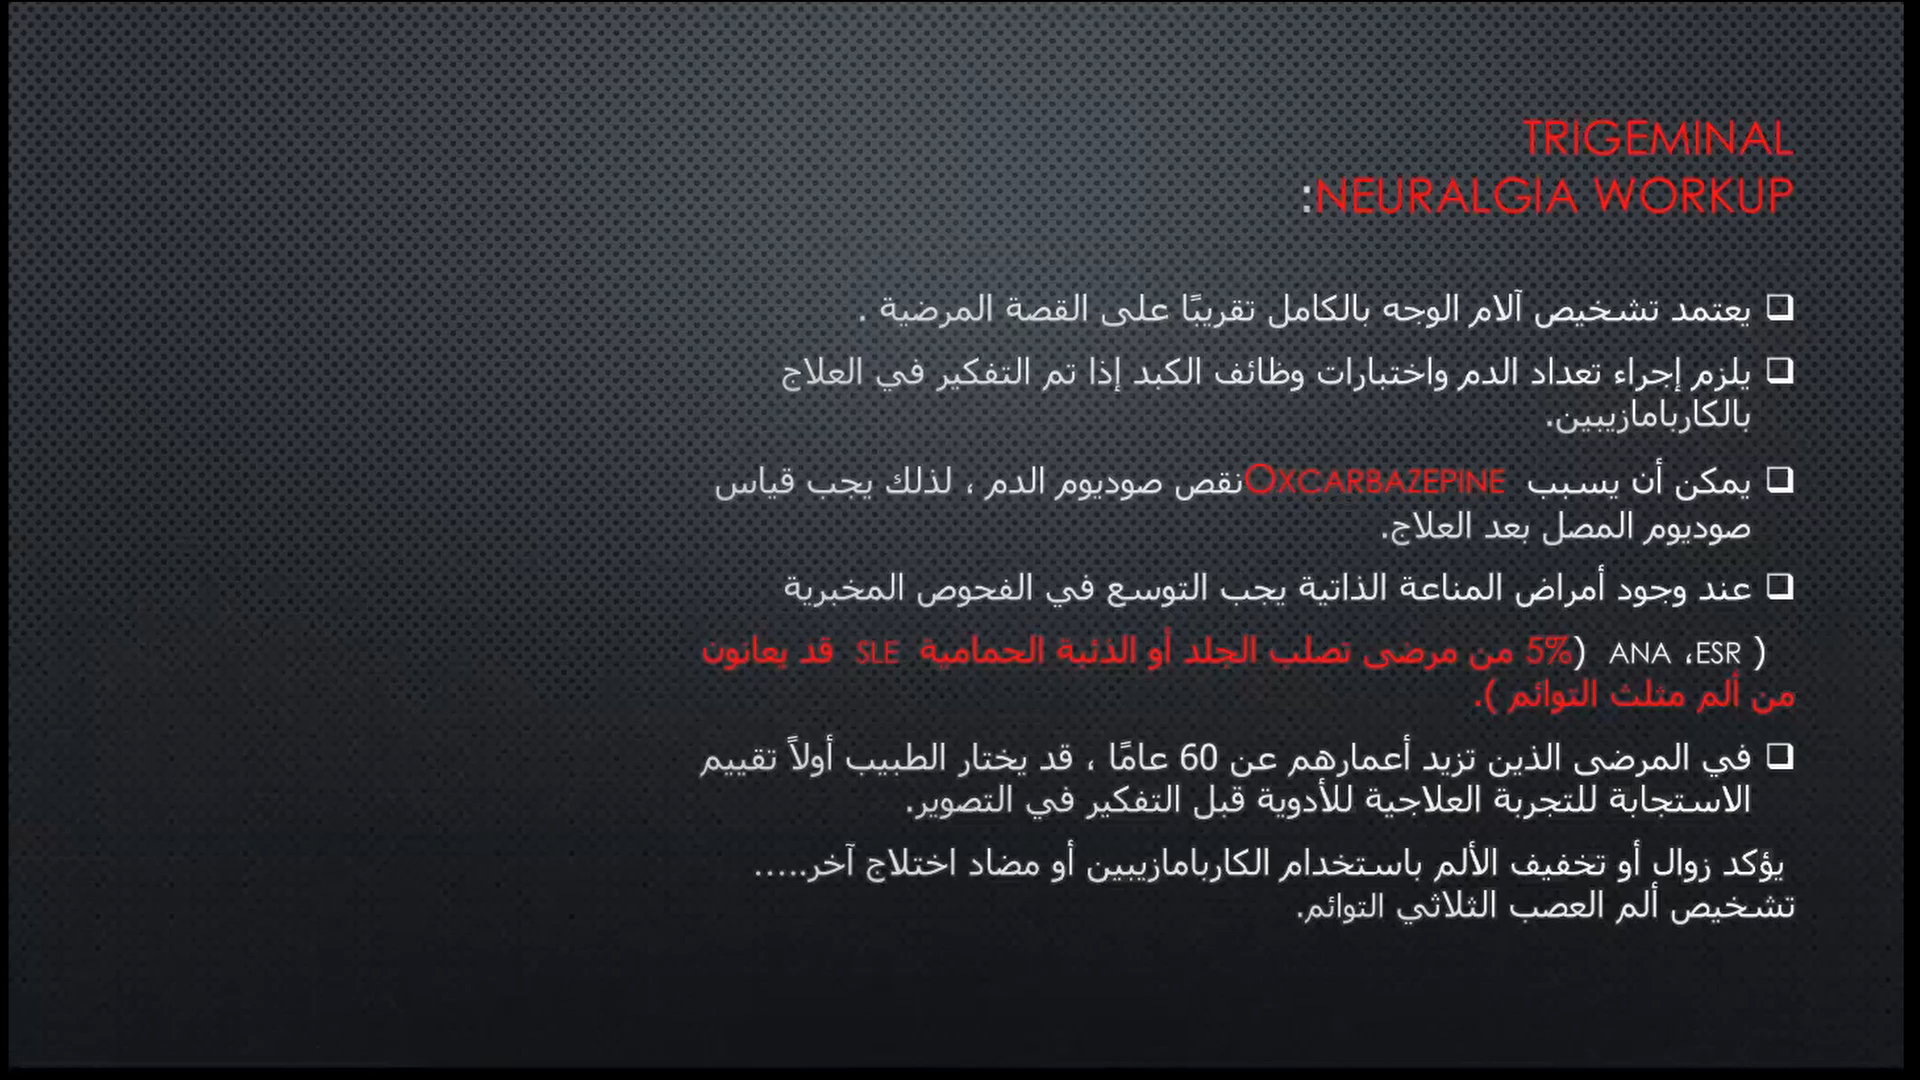 TRIGEMINAL
NEURALGIA WORKUP:
❑ يعتمد تشخيص آلام الوجه بالكامل تقريبًا على القصة المرضية .
❑ يلزم إجراء تعداد الدم واختبارات وظائف الكبد إذا تم التفكير في العلاج
بالكاربامازيبين.
❑ يمكن أن يسبب OXCARBAZEPINE نقص صوديوم الدم ، لذلك يجب قياس
صوديوم المصل بعد العلاج.
❑ عند وجود أمراض المناعة الذاتية يجب التوسع في الفحوص المخبرية
( ANA ،ESR ) (5% من مرضى تصلب الجلد أو الذئبة الحمامية SLE قد يعانون
من ألم مثلث التوائم ).
❑ في المرضى الذين تزيد أعمارهم عن 60 عامًا ، قد يختار الطبيب أولاً تقييم
الاستجابة للتجربة العلاجية للأدوية قبل التفكير في التصوير.
يؤكد زوال أو تخفيف الألم باستخدام الكاربامازيبين أو مضاد اختلاج آخر.....
تشخيص ألم العصب الثلاثي التوائم.